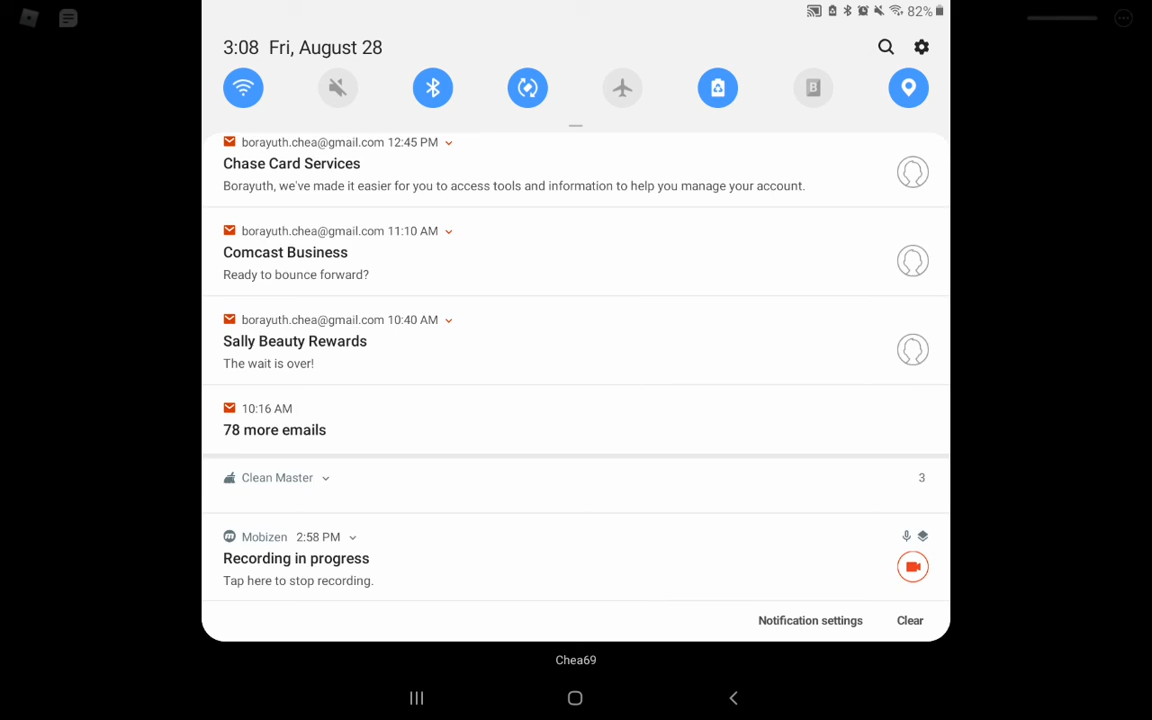 82%
3:08 Fri, August 28
B
borayuth.chea@gmail.com 12:45 PM
Chase Card Services
Borayuth, we've made it easier for you to access tools and information to help you manage your account.
borayuth.chea@gmail.com 11:10 AM
Comcast Business
Ready to bounce forward?
borayuth.chea@gmail.com 10:40 AM
Sally Beauty Rewards
The wait is over!
10:16 AM
78 more emails
Clean Master 3
Mobizen 2:58 PM
Recording in progress
Tap here to stop recording.
Notification settings Clear
Chea69